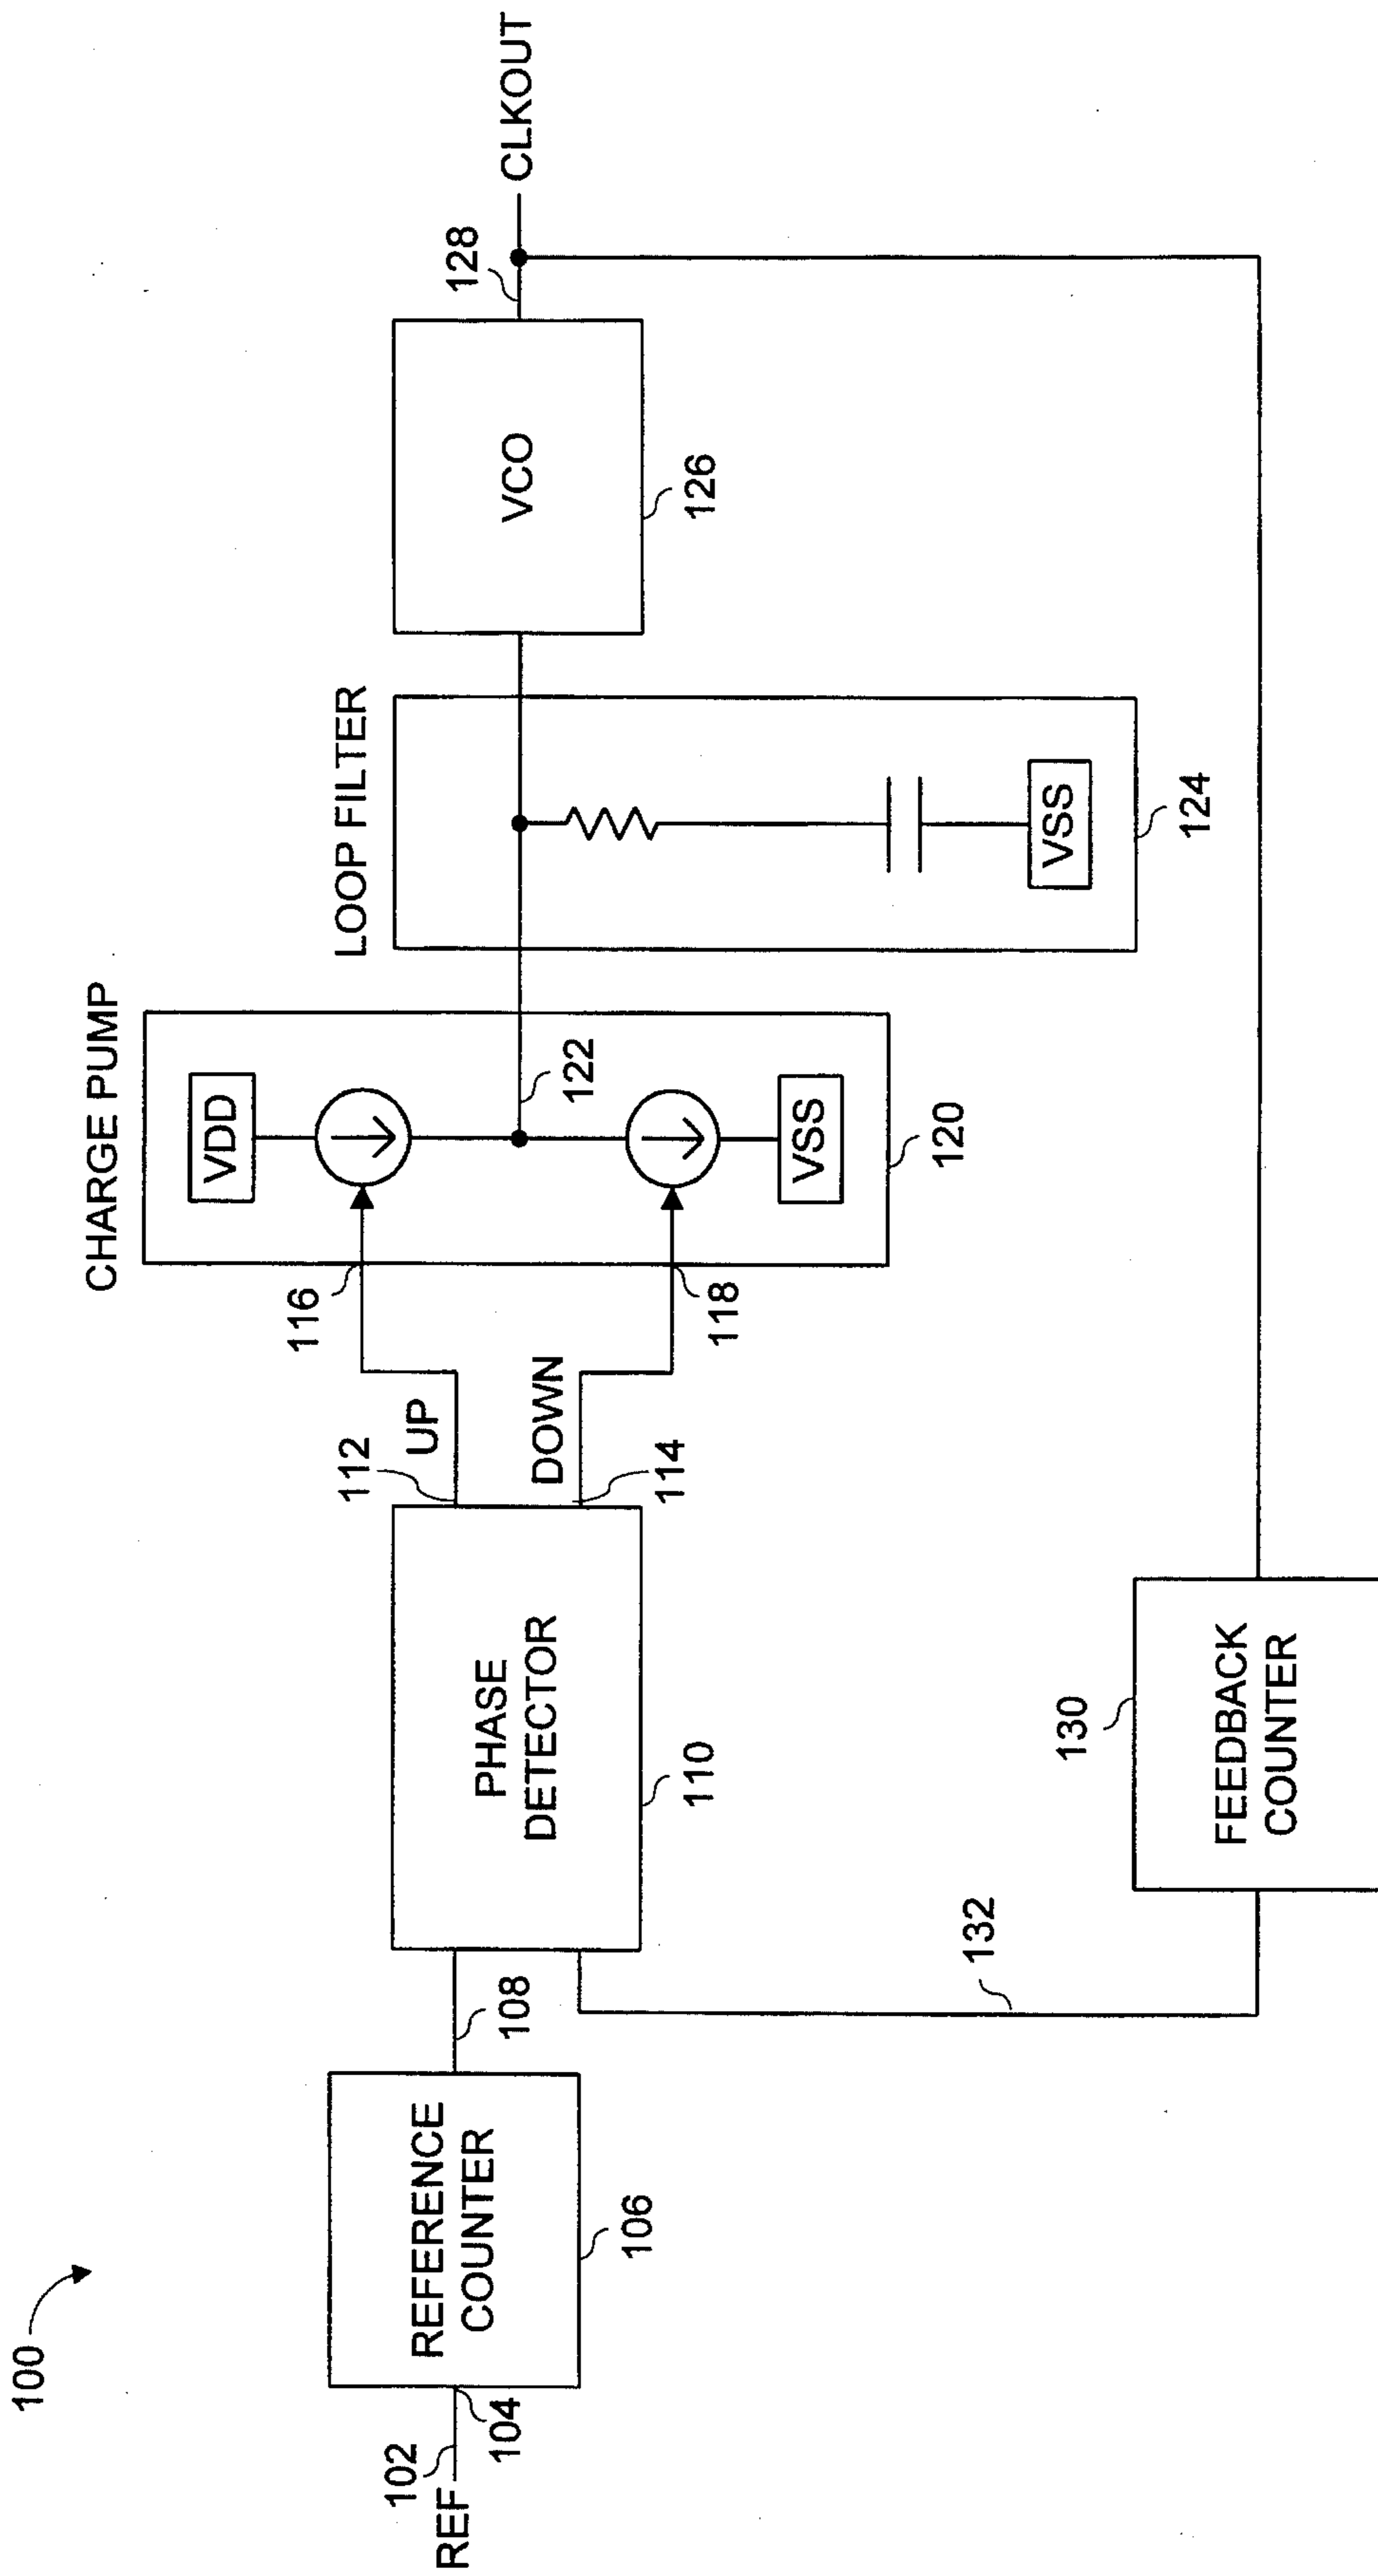 100
CHARGE PUMP
LOOP FILTER
VDD
116
UP
112
122
128
CLKOUT
REF
102
104
REFERENCE
COUNTER
106
108
PHASE
DETECTOR
110
DOWN
114
118
VSS
120
VSS
124
VCO
126
132
130
FEEDBACK
COUNTER